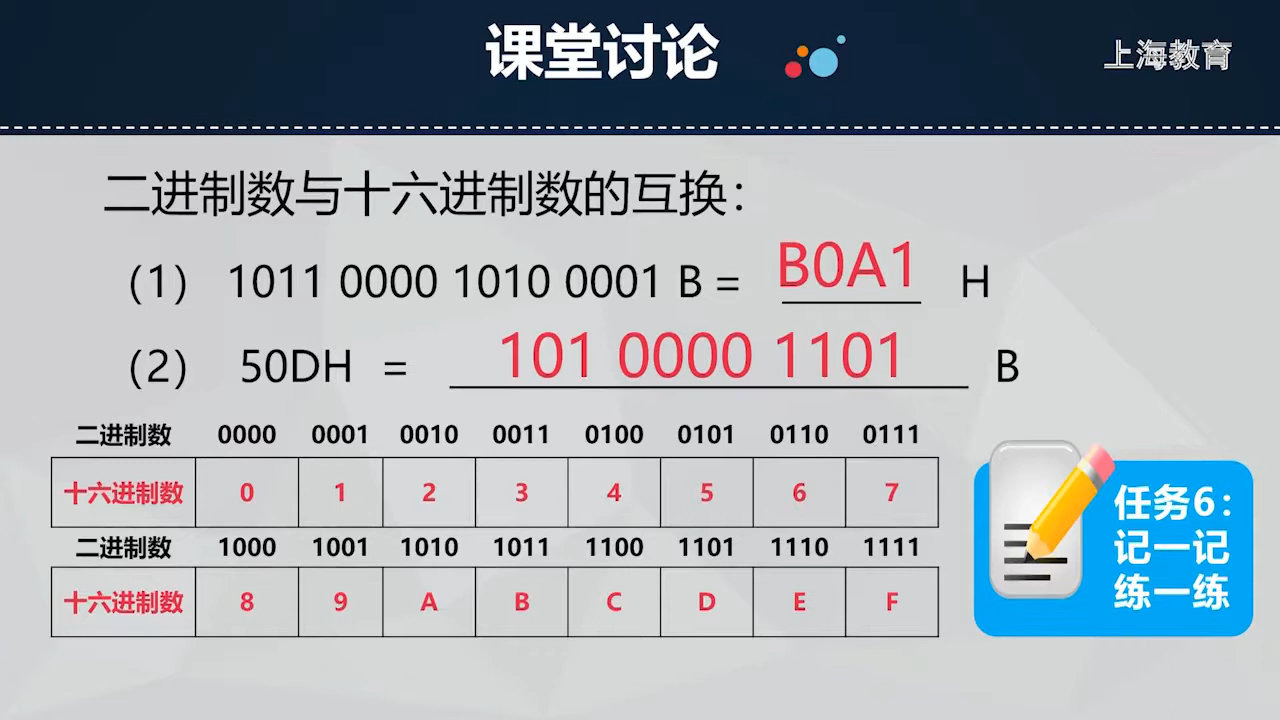 课堂讨论
上海教育
二进制数与十六进制数的互换：
（1） 1011 0000 1010 0001 B = B0A1 H
（2） 50DH = 101 0000 1101 B
二进制数 0000 0001 0010 0011 0100 0101 0110 0111
十六进制数 0 1 2 3 4 5 6 7
二进制数 1000 1001 1010 1011 1100 1101 1110 1111
十六进制数 8 9 A B C D E F
任务6：
记一记
练一练